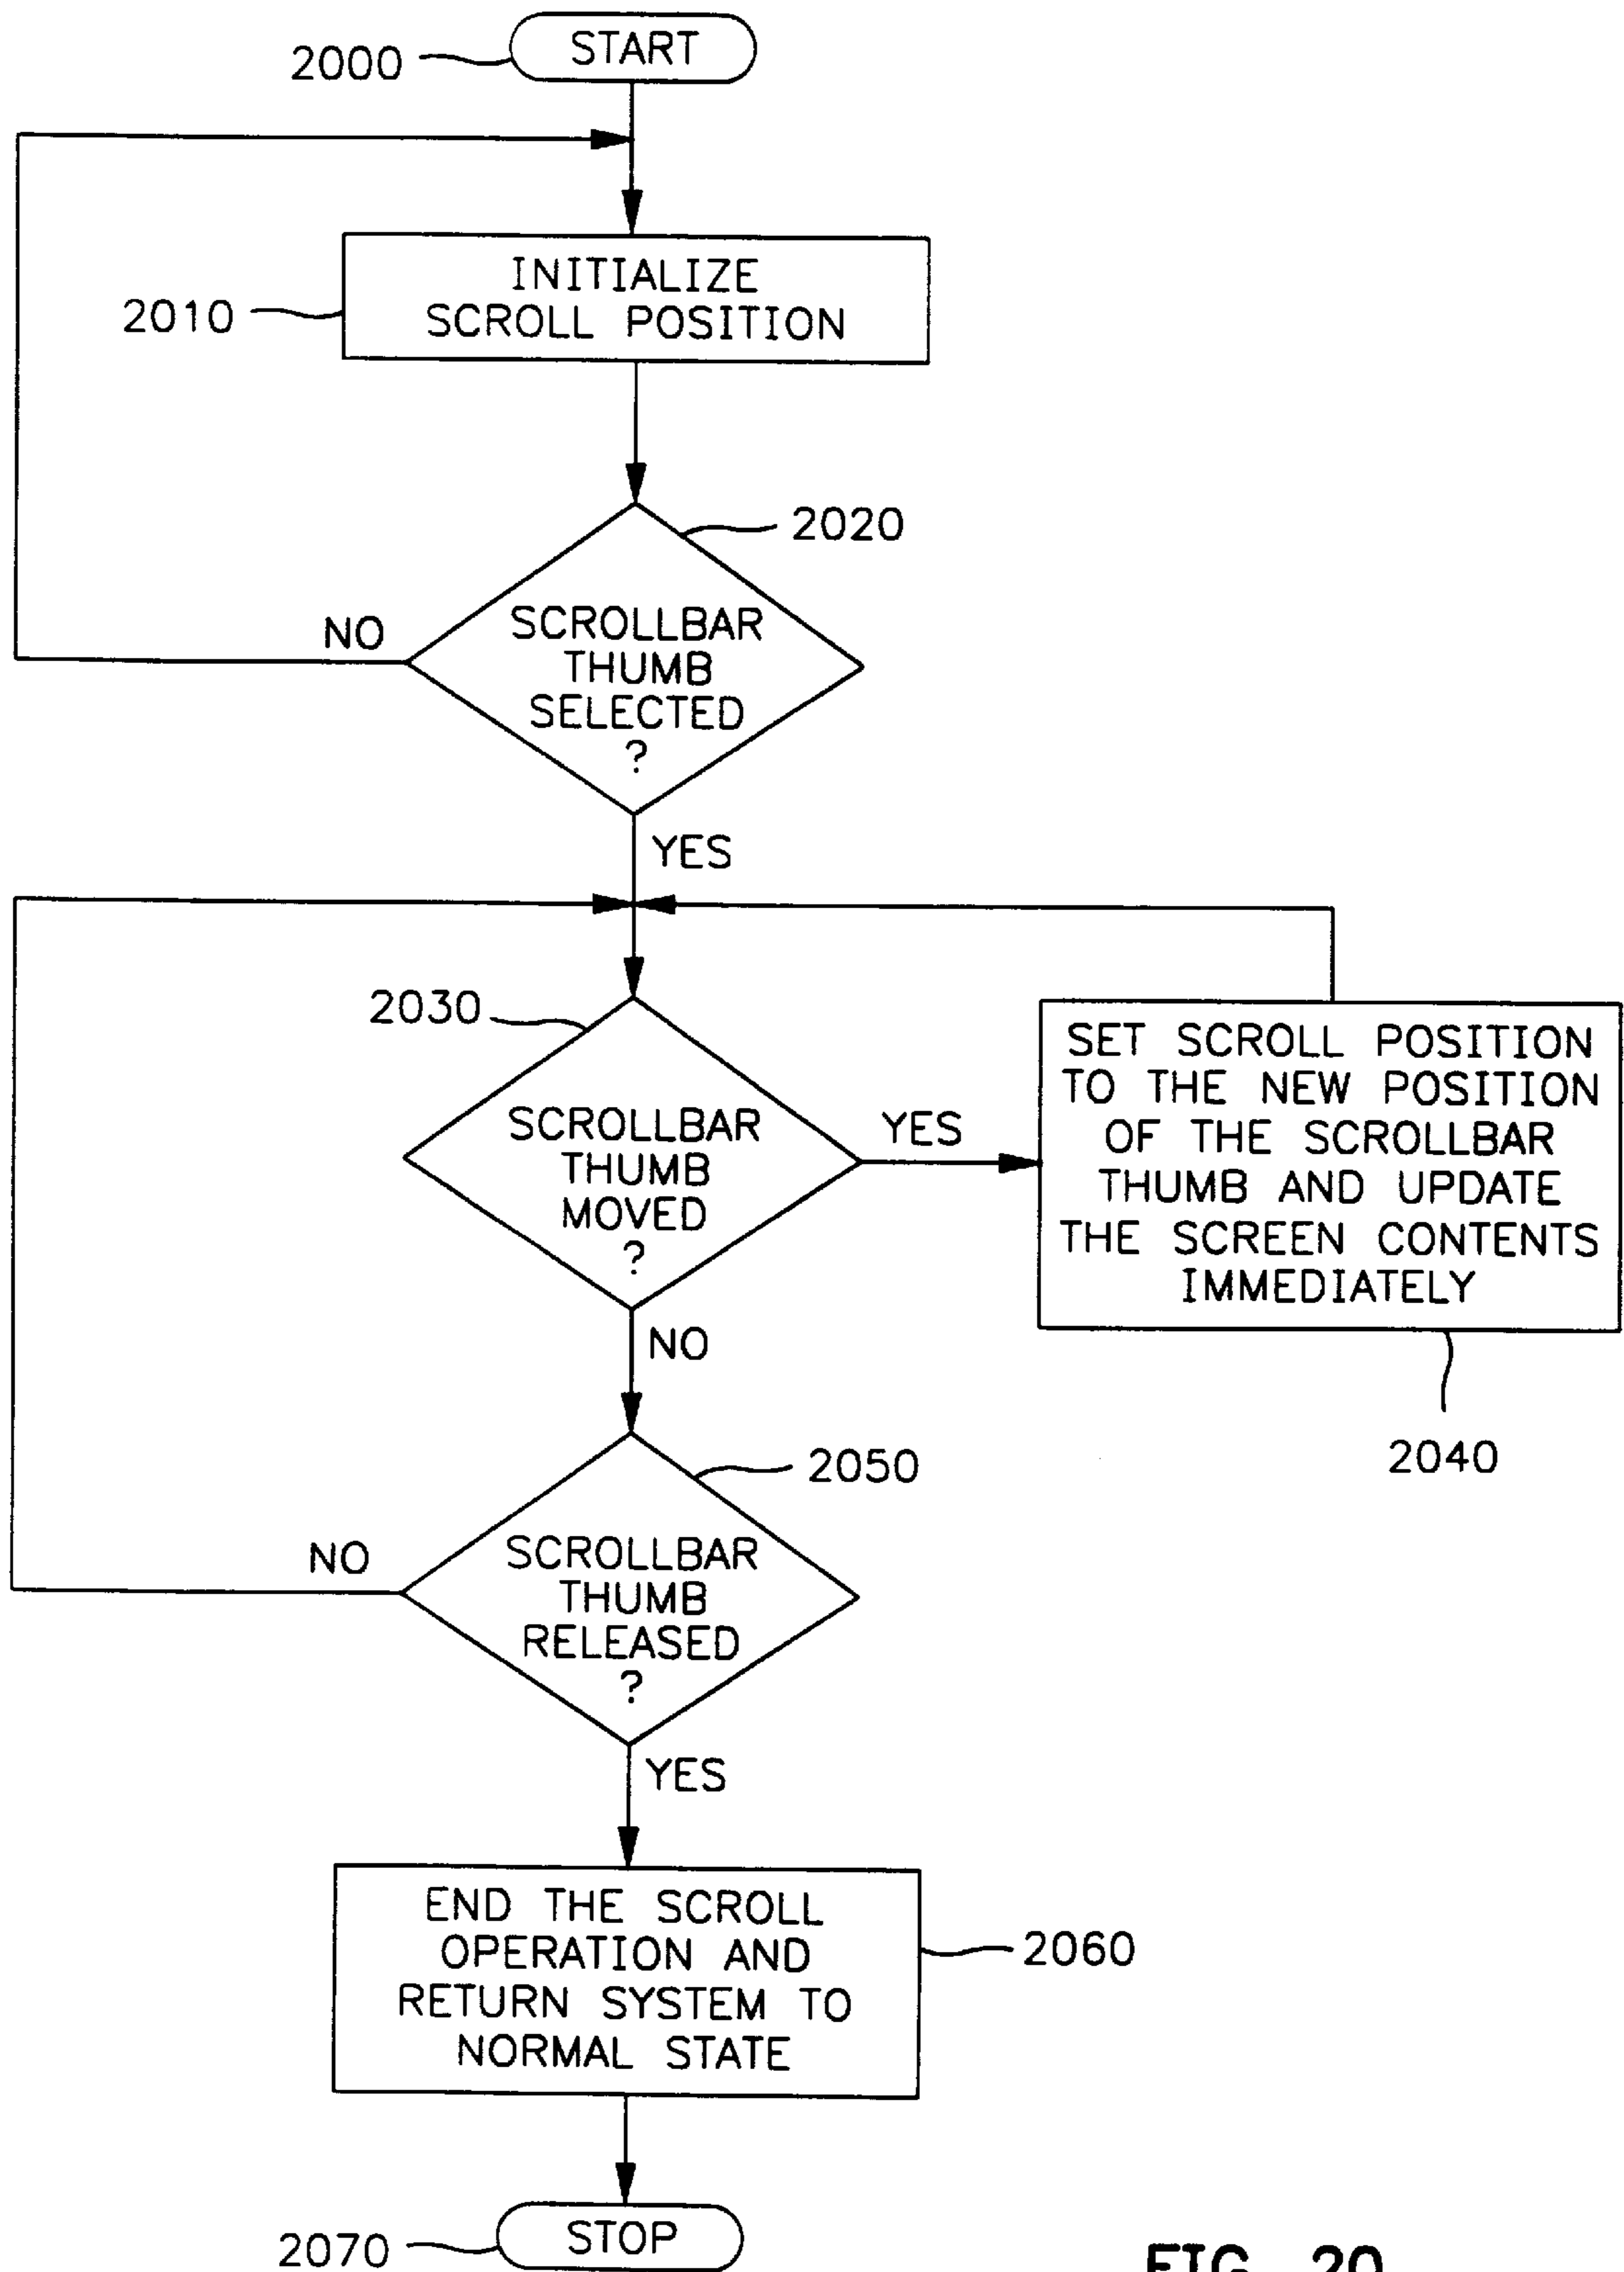 START
2000
INITIALIZE
SCROLL POSITION
2010
2020
SCROLLBAR
THUMB
SELECTED
?
NO
YES
2030
SCROLLBAR
THUMB
MOVED
?
YES
SET SCROLL POSITION
TO THE NEW POSITION
OF THE SCROLLBAR
THUMB AND UPDATE
THE SCREEN CONTENTS
IMMEDIATELY
2040
NO
2050
SCROLLBAR
THUMB
RELEASED
?
NO
YES
END THE SCROLL
OPERATION AND
RETURN SYSTEM TO
NORMAL STATE
2060
STOP
2070
FIG. 20